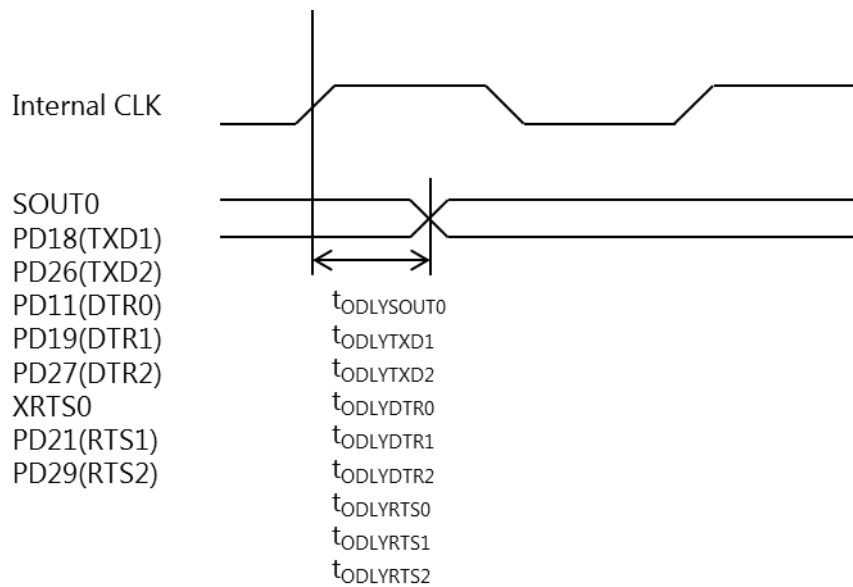 Internal CLK
SOUT0
PD18(TXD1)
PD26(TXD2)
PD11(DTR0)
PD19(DTR1)
PD27(DTR2)
XRTS0
PD21(RTS1)
PD29(RTS2)
tODLYSOUT0
tODLYTXD1
tODLYTXD2
tODLYDTR0
tODLYDTR1
tODLYDTR2
tODLYRTS0
tODLYRTS1
tODLYRTS2